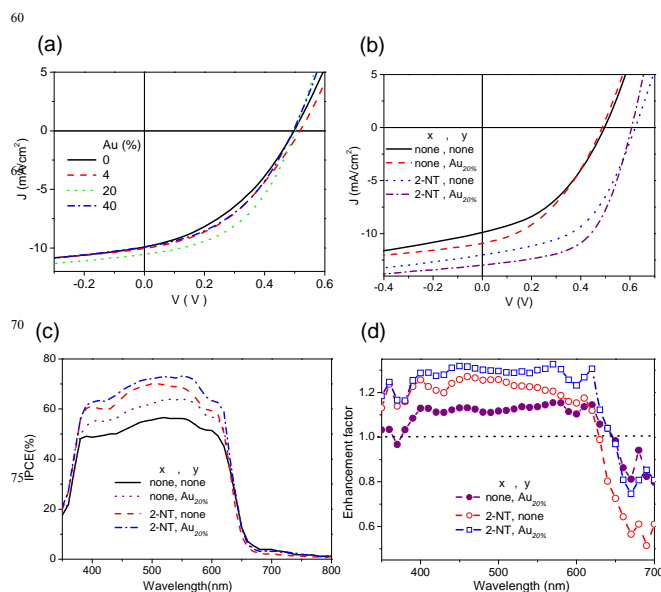 60
(a)
5
0
-5
-10
J (mA/cm²)
Au (%)
0
4
20
40
-0.2 0.0 0.2 0.4 0.6
V ( V )
(b)
5
0
-5
-10
J (mA/cm²)
x , y
none , none
none , Au20%
2-NT , none
2-NT , Au20%
-0.4 -0.2 0.0 0.2 0.4 0.6
V (V)
70
(c)
80
60
40
20
0
IPCE(%)
75
x , y
none, none
none, Au20%
2-NT, none
2-NT, Au20%
400 500 600 700 800
Wavelength(nm)
(d)
1.2
1.0
0.8
0.6
Enhancement factor
x , y
none, Au20%
2-NT, none
2-NT, Au20%
400 500 600 700
Wavelength (nm)